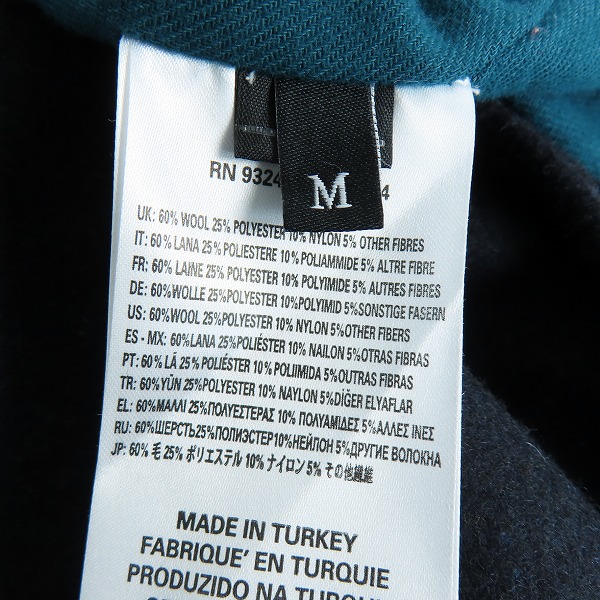 M
RN 9324 4
UK: 60% WOOL 25% POLYESTER 10% NYLON 5% OTHER FIBRES
IT: 60% LANA 25% POLIESTERE 10% POLIAMMIDE 5% ALTRE FIBRE
FR: 60% LAINE 25% POLYESTER 10% POLYIMIDE 5% AUTRES FIBRES
DE: 60%WOLLE 25%POLYESTER 10%POLYIMID 5%SONSTIGE FASERN
US: 60%WOOL 25%POLYESTER 10% NYLON 5%OTHER FIBERS
ES - MX: 60%LANA 25%POLIÉSTER 10% NAILON 5%OTRAS FIBRAS
PT: 60% LÃ 25% POLIÉSTER 10% POLIIMIDA 5%OUTRAS FIBRAS
TR: 60%YÜN 25%POLYESTER 10% NAYLON 5%DİĞER ELYAFLAR
EL: 60%ΜΑΛΛΙ 25%ΠΟΛΥΕΣΤΕΡΑΣ 10% ΠΟΛΥΑΜΙΔΕΣ 5%ΑΛΛΕΣ ΙΝΕΣ
RU: 60%ШЕРСТЬ25%ПОЛИЭСТЕР10%НЕЙЛОН 5%ДРУГИЕ ВОЛОКНА
JP: 60% 毛 25% ポリエステル 10% ナイロン 5% その他繊維
MADE IN TURKEY
FABRIQUE' EN TURQUIE
PRODUZIDO NA TURQUIA